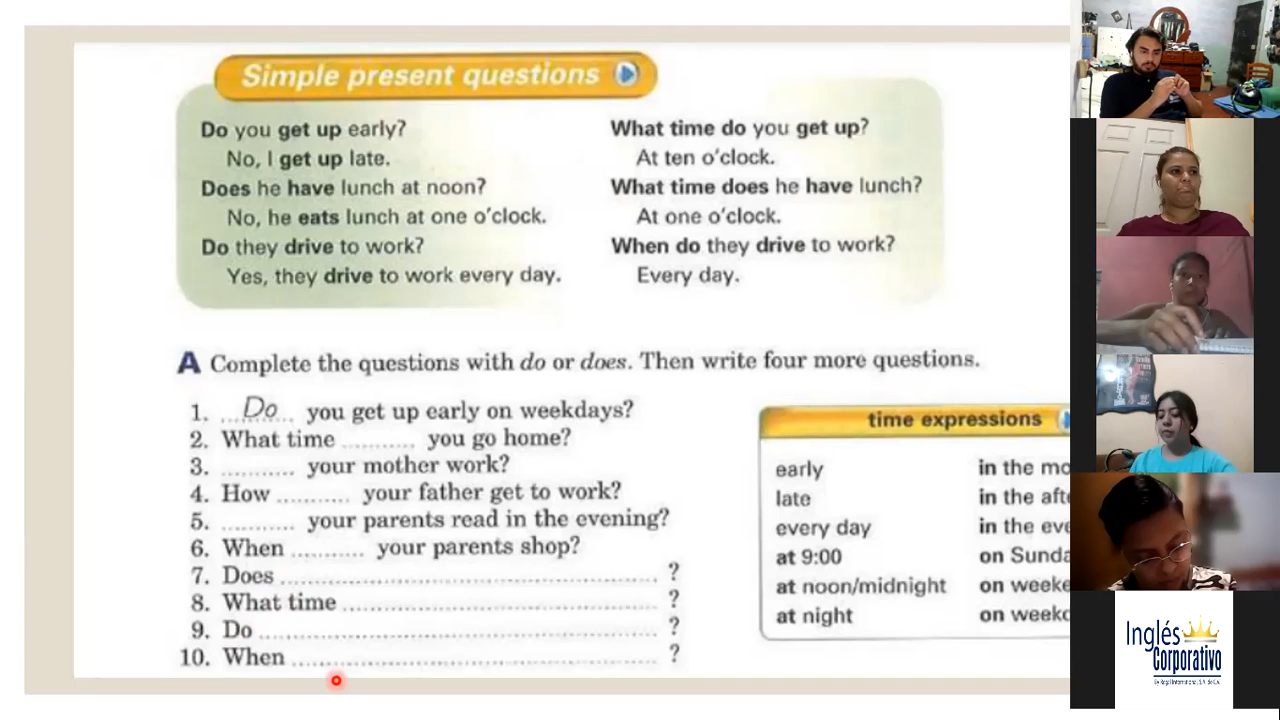 Simple present questions
Do you get up early?
No, I get up late.
Does he have lunch at noon?
No, he eats lunch at one o'clock.
Do they drive to work?
Yes, they drive to work every day.
What time do you get up?
At ten o'clock.
What time does he have lunch?
At one o'clock.
When do they drive to work?
Every day.
A Complete the questions with do or does. Then write four more questions.
1. Do you get up early on weekdays?
2. What time .......... you go home?
3. .......... your mother work?
4. How .......... your father get to work?
5. .......... your parents read in the evening?
6. When .......... your parents shop?
7. Does .......... ?
8. What time .......... ?
9. Do .......... ?
10. When .......... ?
time expressions
early
late
every day
at 9:00
at noon/midnight
at night
in the mo
in the aft
in the eve
on Sunda
on weeke
on weekd
Inglés
Corporativo